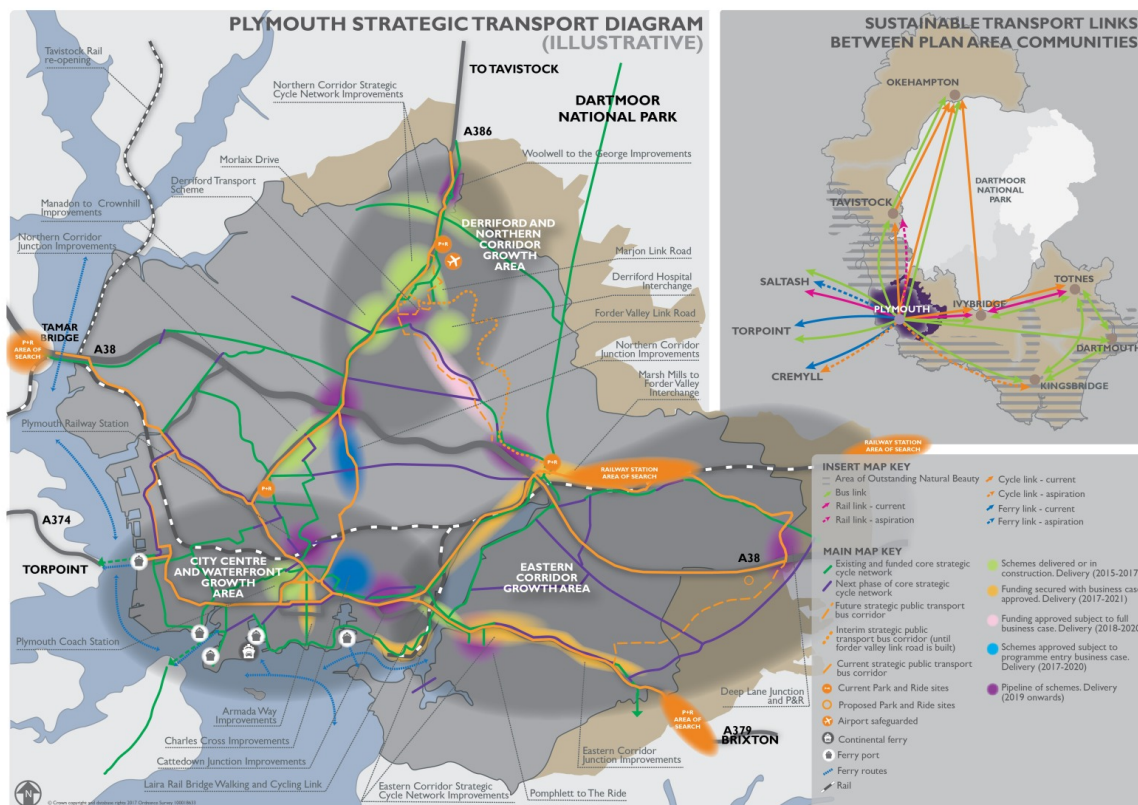 PLYMOUTH STRATEGIC TRANSPORT DIAGRAM
(ILLUSTRATIVE)
Tavistock Rail
re-opening
Northern Corridor Strategic
Cycle Network Improvements
TO TAVISTOCK
DARTMOOR
NATIONAL PARK
A386
Woolwell to the George Improvements
Morlaix Drive
Derriford Transport
Scheme
Manadon to Crownhill
Improvements
Northern Corridor
Junction Improvements
DERRIFORD AND
NORTHERN
CORRIDOR
GROWTH
AREA
P+R
Marjon Link Road
Derriford Hospital
Interchange
Forder Valley Link Road
Northern Corridor
Junction Improvements
Marsh Mills to
Forder Valley
Interchange
TAMAR
BRIDGE
P+R
AREA OF
SEARCH
A38
Plymouth Railway Station
P+R
P+R
RAILWAY STATION
AREA OF SEARCH
RAILWAY STATION
AREA OF SEARCH
A374
TORPOINT
CITY CENTRE
AND WATERFRONT
GROWTH
AREA
EASTERN
CORRIDOR
GROWTH AREA
A38
Plymouth Coach Station
Armada Way
Improvements
Charles Cross Improvements
Cattedown Junction Improvements
Laira Rail Bridge Walking and Cycling Link
Eastern Corridor Strategic
Cycle Network Improvements
Pomphlett to The Ride
Eastern Corridor
Junction Improvements
Deep Lane Junction
and P&R
P+R
AREA OF
SEARCH
A379
BRIXTON
N
© Crown copyright and database rights 2017 Ordnance Survey 100018633
SUSTAINABLE TRANSPORT LINKS
BETWEEN PLAN AREA COMMUNITIES
OKEHAMPTON
DARTMOOR
NATIONAL
PARK
TAVISTOCK
SALTASH
PLYMOUTH
IVYBRIDGE
TOTNES
TORPOINT
DARTMOUTH
CREMYLL
KINGSBRIDGE
INSERT MAP KEY
Area of Outstanding Natural Beauty
Bus link
Rail link - current
Rail link - aspiration
Cycle link - current
Cycle link - aspiration
Ferry link - current
Ferry link - aspiration
MAIN MAP KEY
Existing and funded core strategic
cycle network
Next phase of core strategic
cycle network
Future strategic public transport
bus corridor
Interim strategic public
transport bus corridor (until
forder valley link road is built)
Current strategic public transport
bus corridor
Current Park and Ride sites
Proposed Park and Ride sites
Airport safeguarded
Continental ferry
Ferry port
Ferry routes
Rail
Schemes delivered or in
construction. Delivery (2015-2017)
Funding secured with business case
approved. Delivery (2017-2021)
Funding approved subject to full
business case. Delivery (2018-2020)
Schemes approved subject to
programme entry business case.
Delivery (2017-2020)
Pipeline of schemes. Delivery
(2019 onwards)